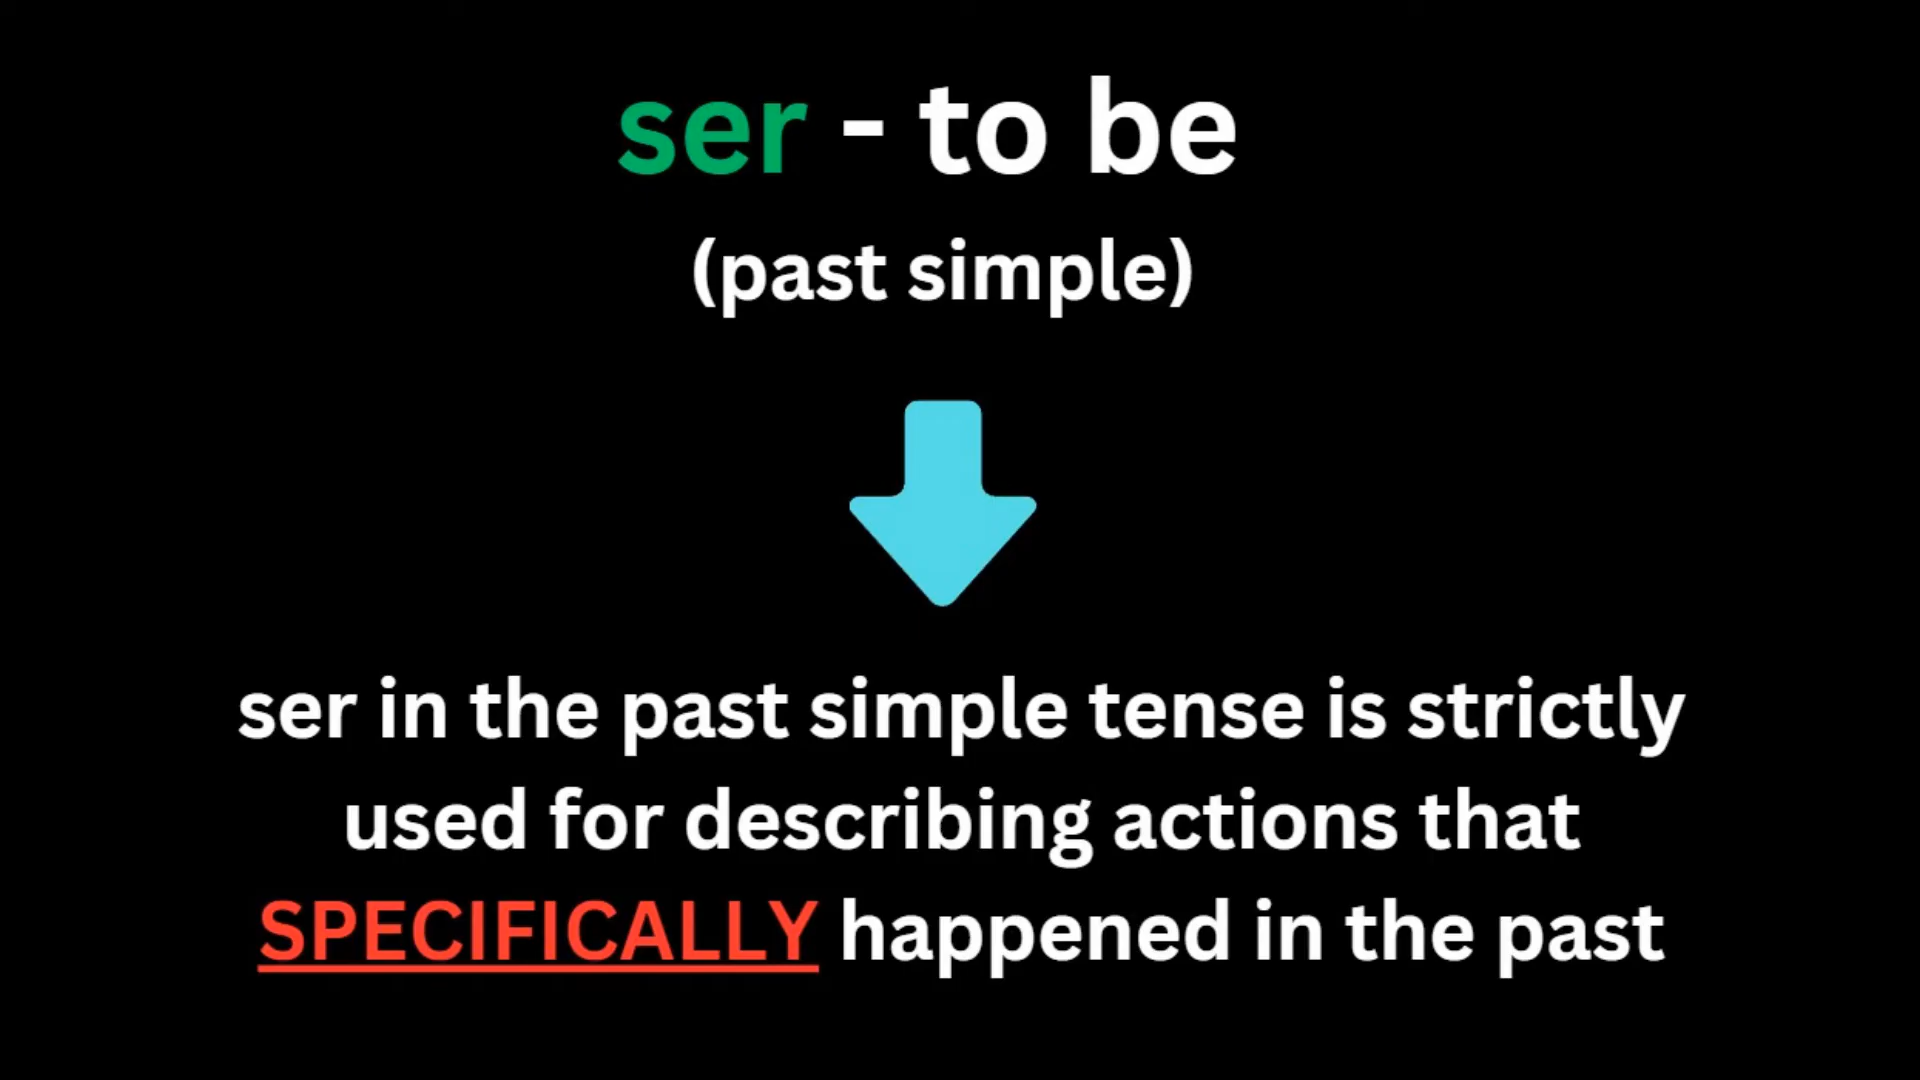 ser - to be
(past simple)
ser in the past simple tense is strictly
used for describing actions that
SPECIFICALLY happened in the past